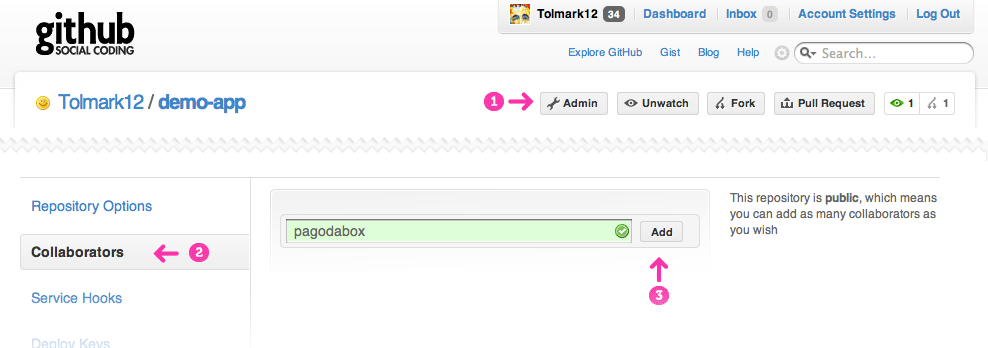 github
SOCIAL CODING
Tolmark12 34 Dashboard Inbox 0 Account Settings Log Out
Explore GitHub Gist Blog Help Search...
Tolmark12 / demo-app
1 Admin Unwatch Fork Pull Request 1 1
Repository Options
Collaborators 2
Service Hooks
Deploy Keys
pagodabox Add
3
This repository is public, which means
you can add as many collaborators as
you wish